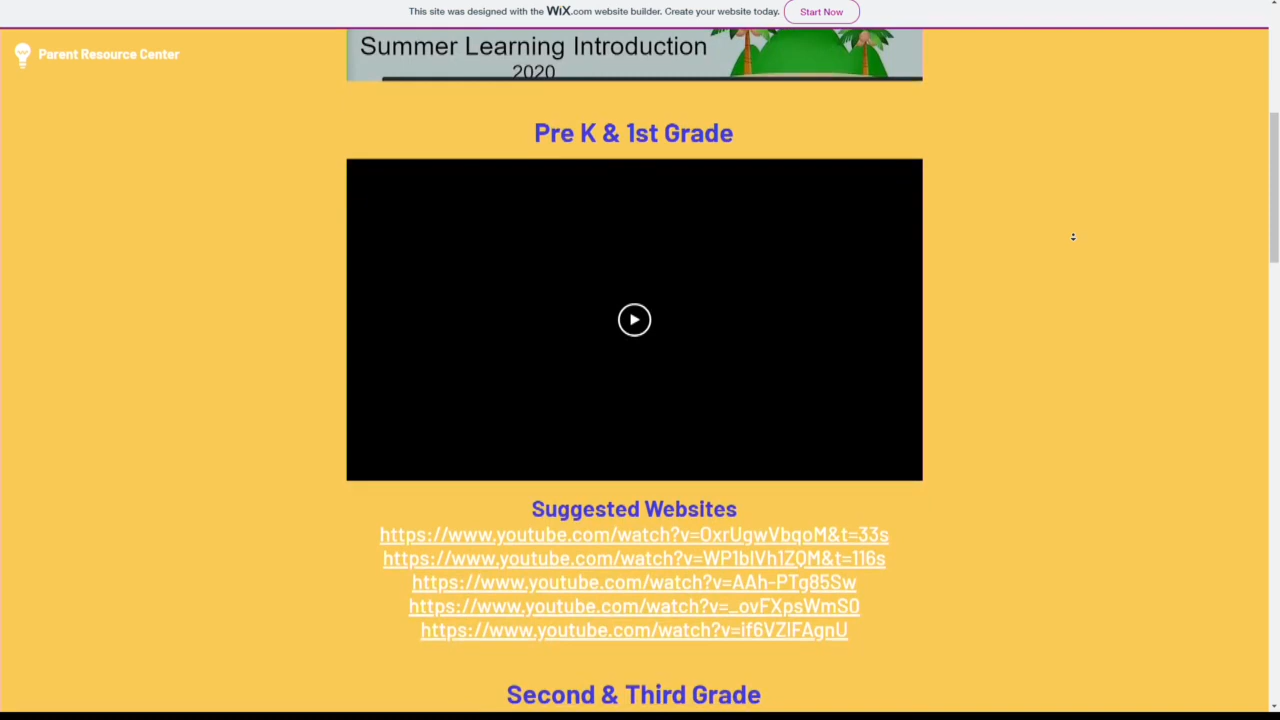 This site was designed with the WiX.com website builder. Create your website today. Start Now
Parent Resource Center
Summer Learning Introduction
2020
Pre K & 1st Grade
Suggested Websites
https://www.youtube.com/watch?v=OxrUgwVbqoM&t=33s
https://www.youtube.com/watch?v=WP1blVh1ZQM&t=116s
https://www.youtube.com/watch?v=AAh-PTg85Sw
https://www.youtube.com/watch?v=_ovFXpsWmS0
https://www.youtube.com/watch?v=if6VZlFAgnU
Second & Third Grade